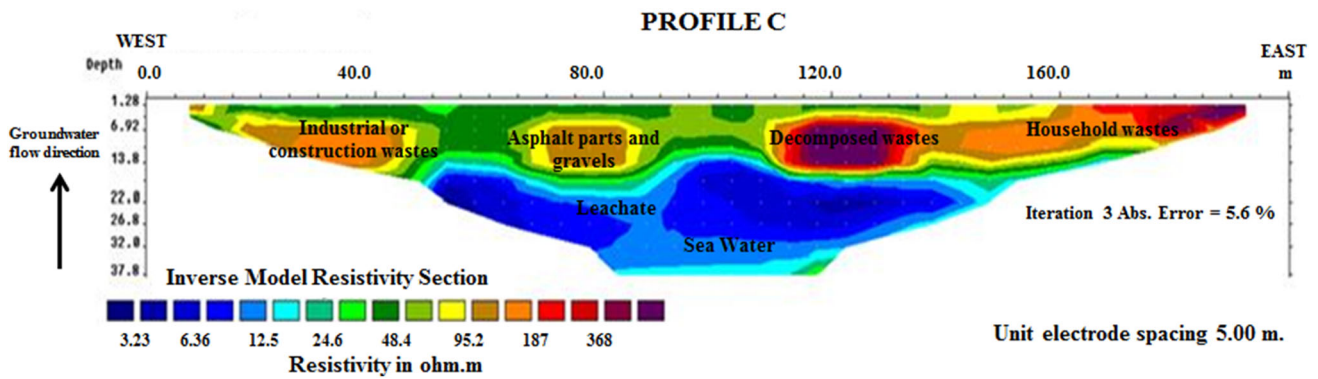 PROFILE C
WEST
EAST
Depth 0.0 40.0 80.0 120.0 160.0 m
1.28
6.92
13.8
22.0
26.8
32.0
37.8
Groundwater
flow direction
Industrial or
construction wastes
Asphalt parts and
gravels
Decomposed wastes
Household wastes
Leachate
Sea Water
Iteration 3 Abs. Error = 5.6 %
Inverse Model Resistivity Section
3.23 6.36 12.5 24.6 48.4 95.2 187 368
Resistivity in ohm.m
Unit electrode spacing 5.00 m.